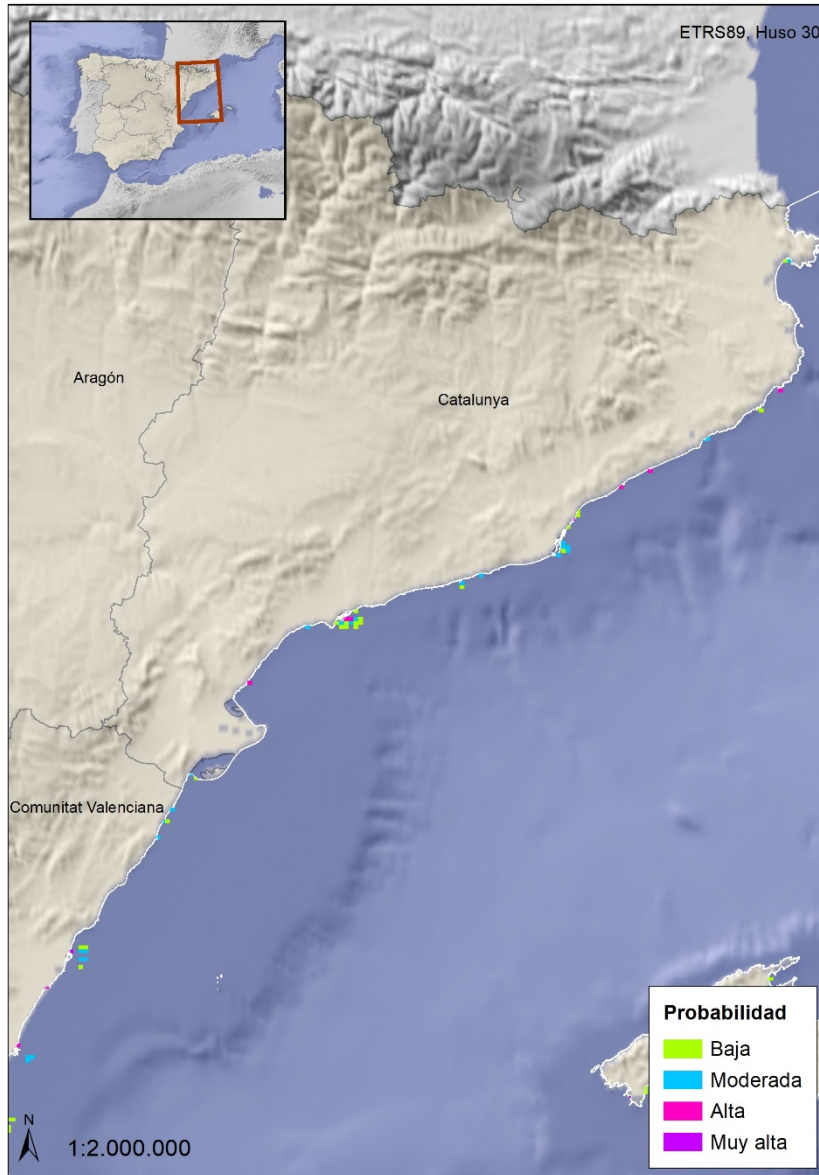 ETRS89, Huso 30
Aragón
Catalunya
Comunitat Valenciana
Probabilidad
Baja
Moderada
Alta
Muy alta
N
1:2.000.000